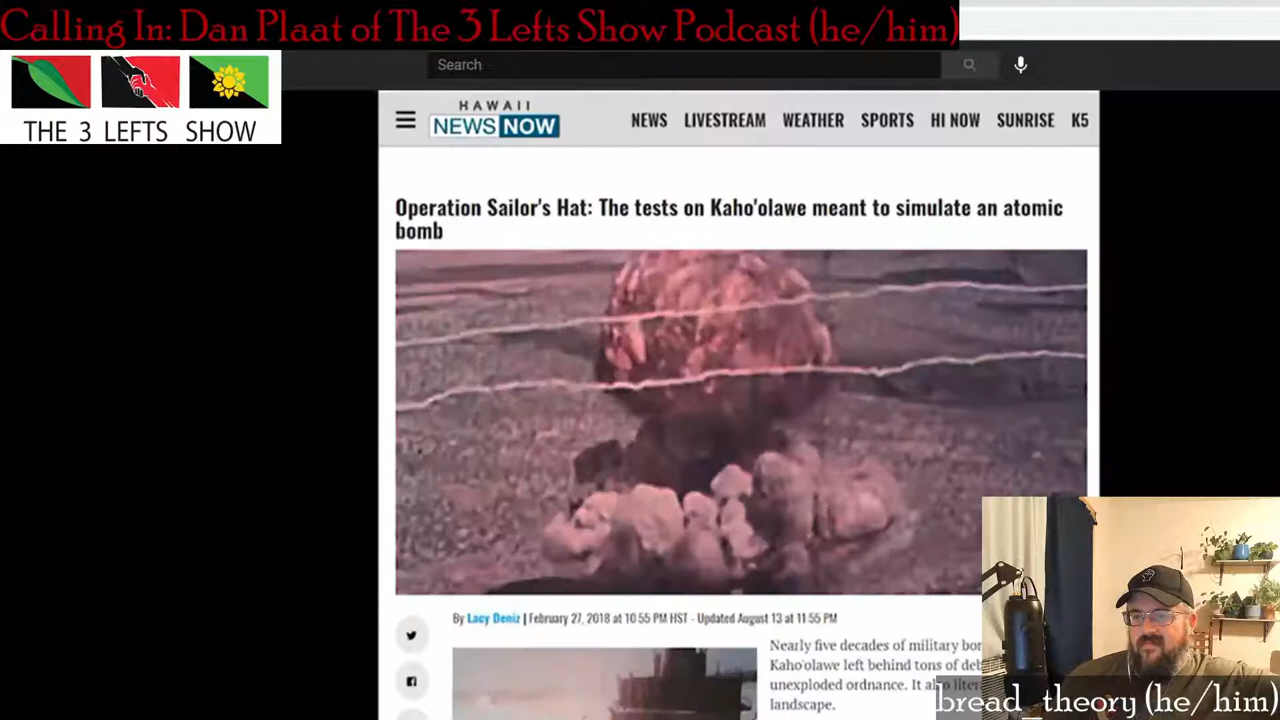 Calling In: Dan Plaat of The 3 Lefts Show Podcast (he/him)
THE 3 LEFTS SHOW
Search
HAWAII
NEWS NOW
NEWS LIVESTREAM WEATHER SPORTS HI NOW SUNRISE K5
Operation Sailor's Hat: The tests on Kaho'olawe meant to simulate an atomic
bomb
By Lacy Deniz | February 27, 2018 at 10:55 PM HST - Updated August 13 at 11:55 PM
Nearly five decades of military
Kaho'olawe left behind tons of
unexploded ordnance. It
landscape.
bread_theory (he/him)